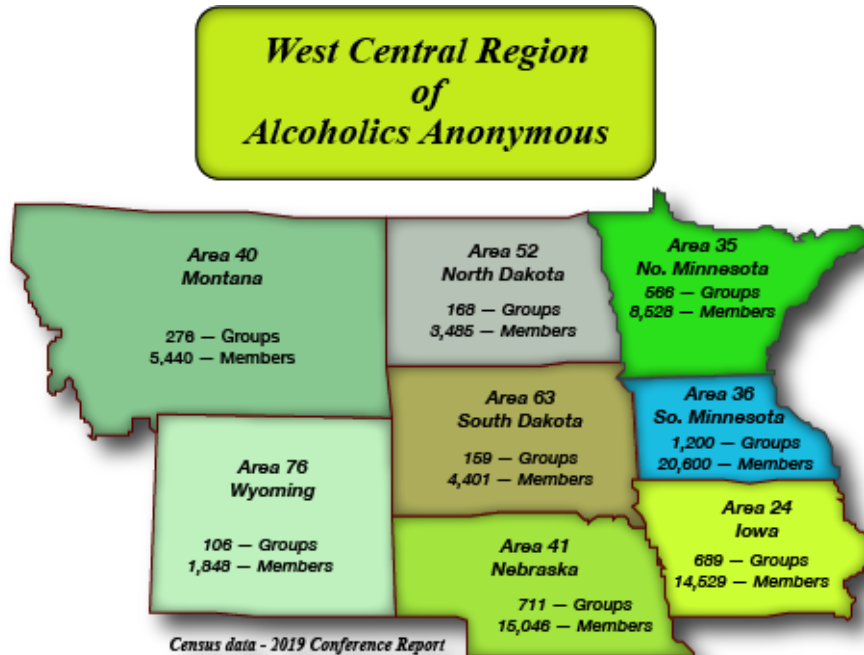 West Central Region
of
Alcoholics Anonymous
Area 40
Montana
276 — Groups
5,440 — Members
Area 52
North Dakota
168 — Groups
3,485 — Members
Area 35
No. Minnesota
566 — Groups
8,528 — Members
Area 63
South Dakota
159 — Groups
4,401 — Members
Area 36
So. Minnesota
1,200 — Groups
20,600 — Members
Area 76
Wyoming
106 — Groups
1,848 — Members
Area 41
Nebraska
711 — Groups
15,046 — Members
Area 24
Iowa
689 — Groups
14,529 — Members
Census data - 2019 Conference Report